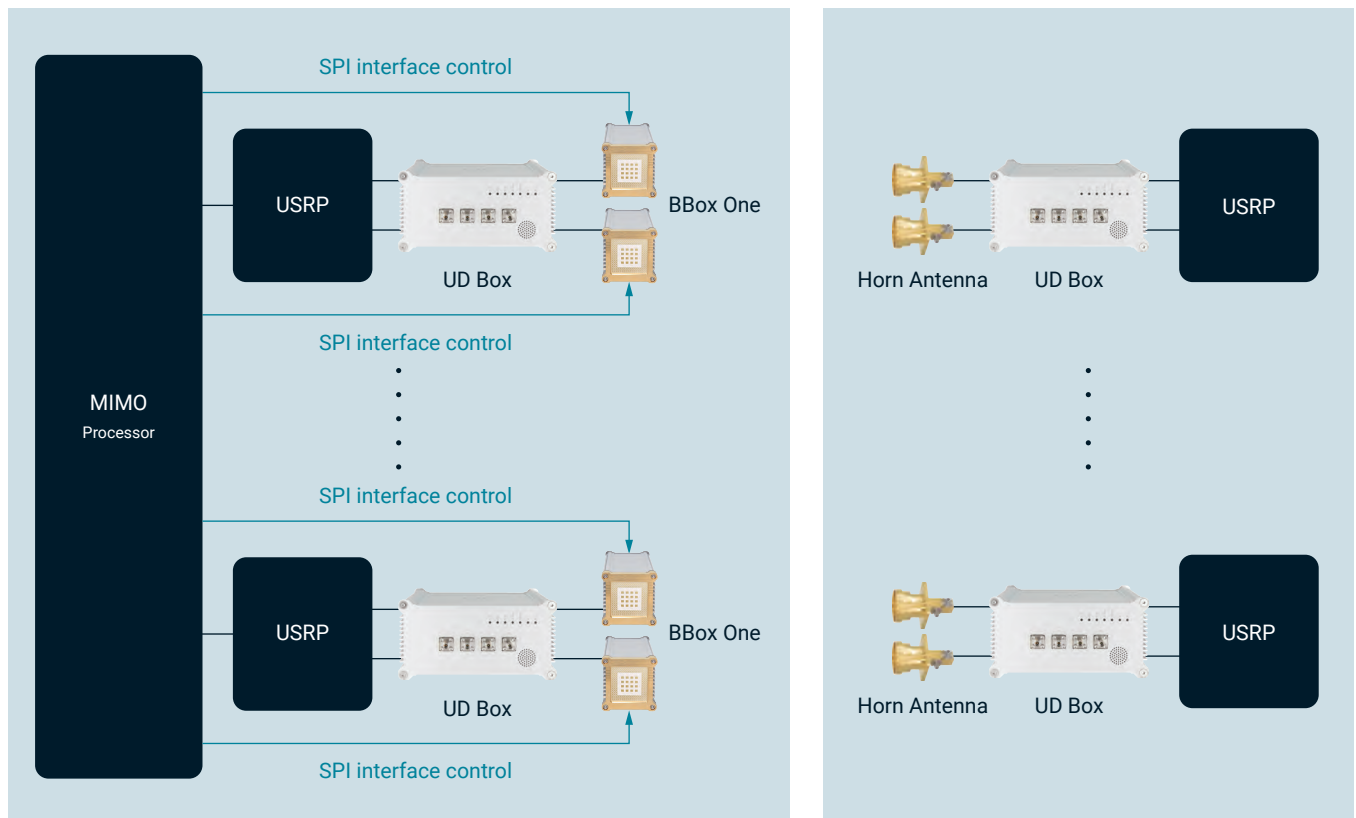 SPI interface control
USRP
UD Box
BBox One
SPI interface control
MIMO
Processor
SPI interface control
USRP
UD Box
BBox One
SPI interface control
USRP
Horn Antenna
UD Box
USRP
Horn Antenna
UD Box